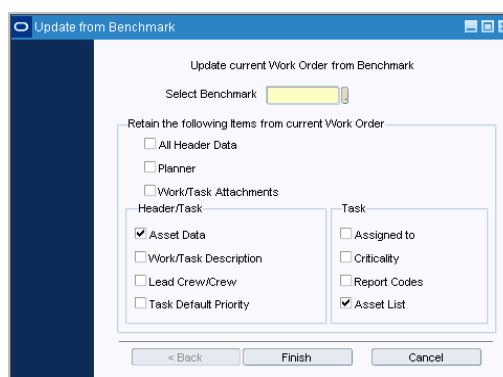 Update from Benchmark
Update current Work Order from Benchmark
Select Benchmark
Retain the following Items from current Work Order
All Header Data
Planner
Work/Task Attachments
Header/Task
Asset Data
Work/Task Description
Lead Crew/Crew
Task Default Priority
Task
Assigned to
Criticality
Report Codes
Asset List
< Back Finish Cancel